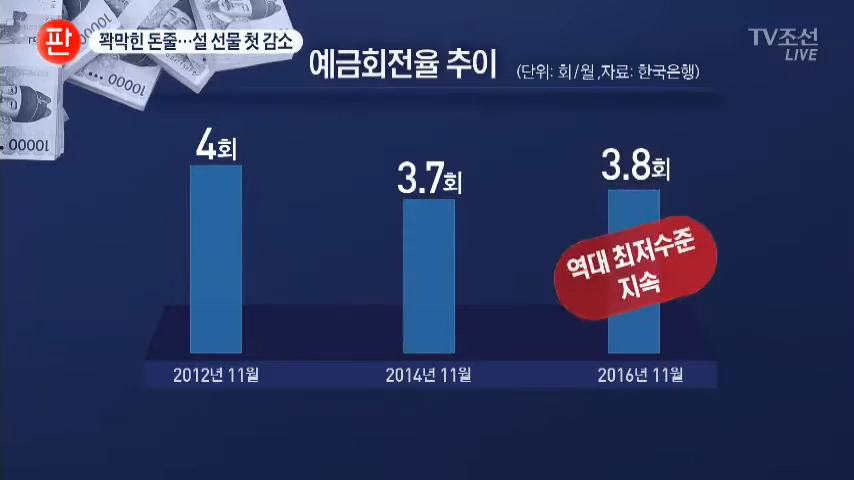 판
꽉막힌 돈줄…설 선물 첫 감소
TV조선
LIVE
예금회전율 추이 (단위: 회/월 ,자료: 한국은행)
4회
3.7회
3.8회
역대 최저수준
지속
2012년 11월
2014년 11월
2016년 11월
10000
10000